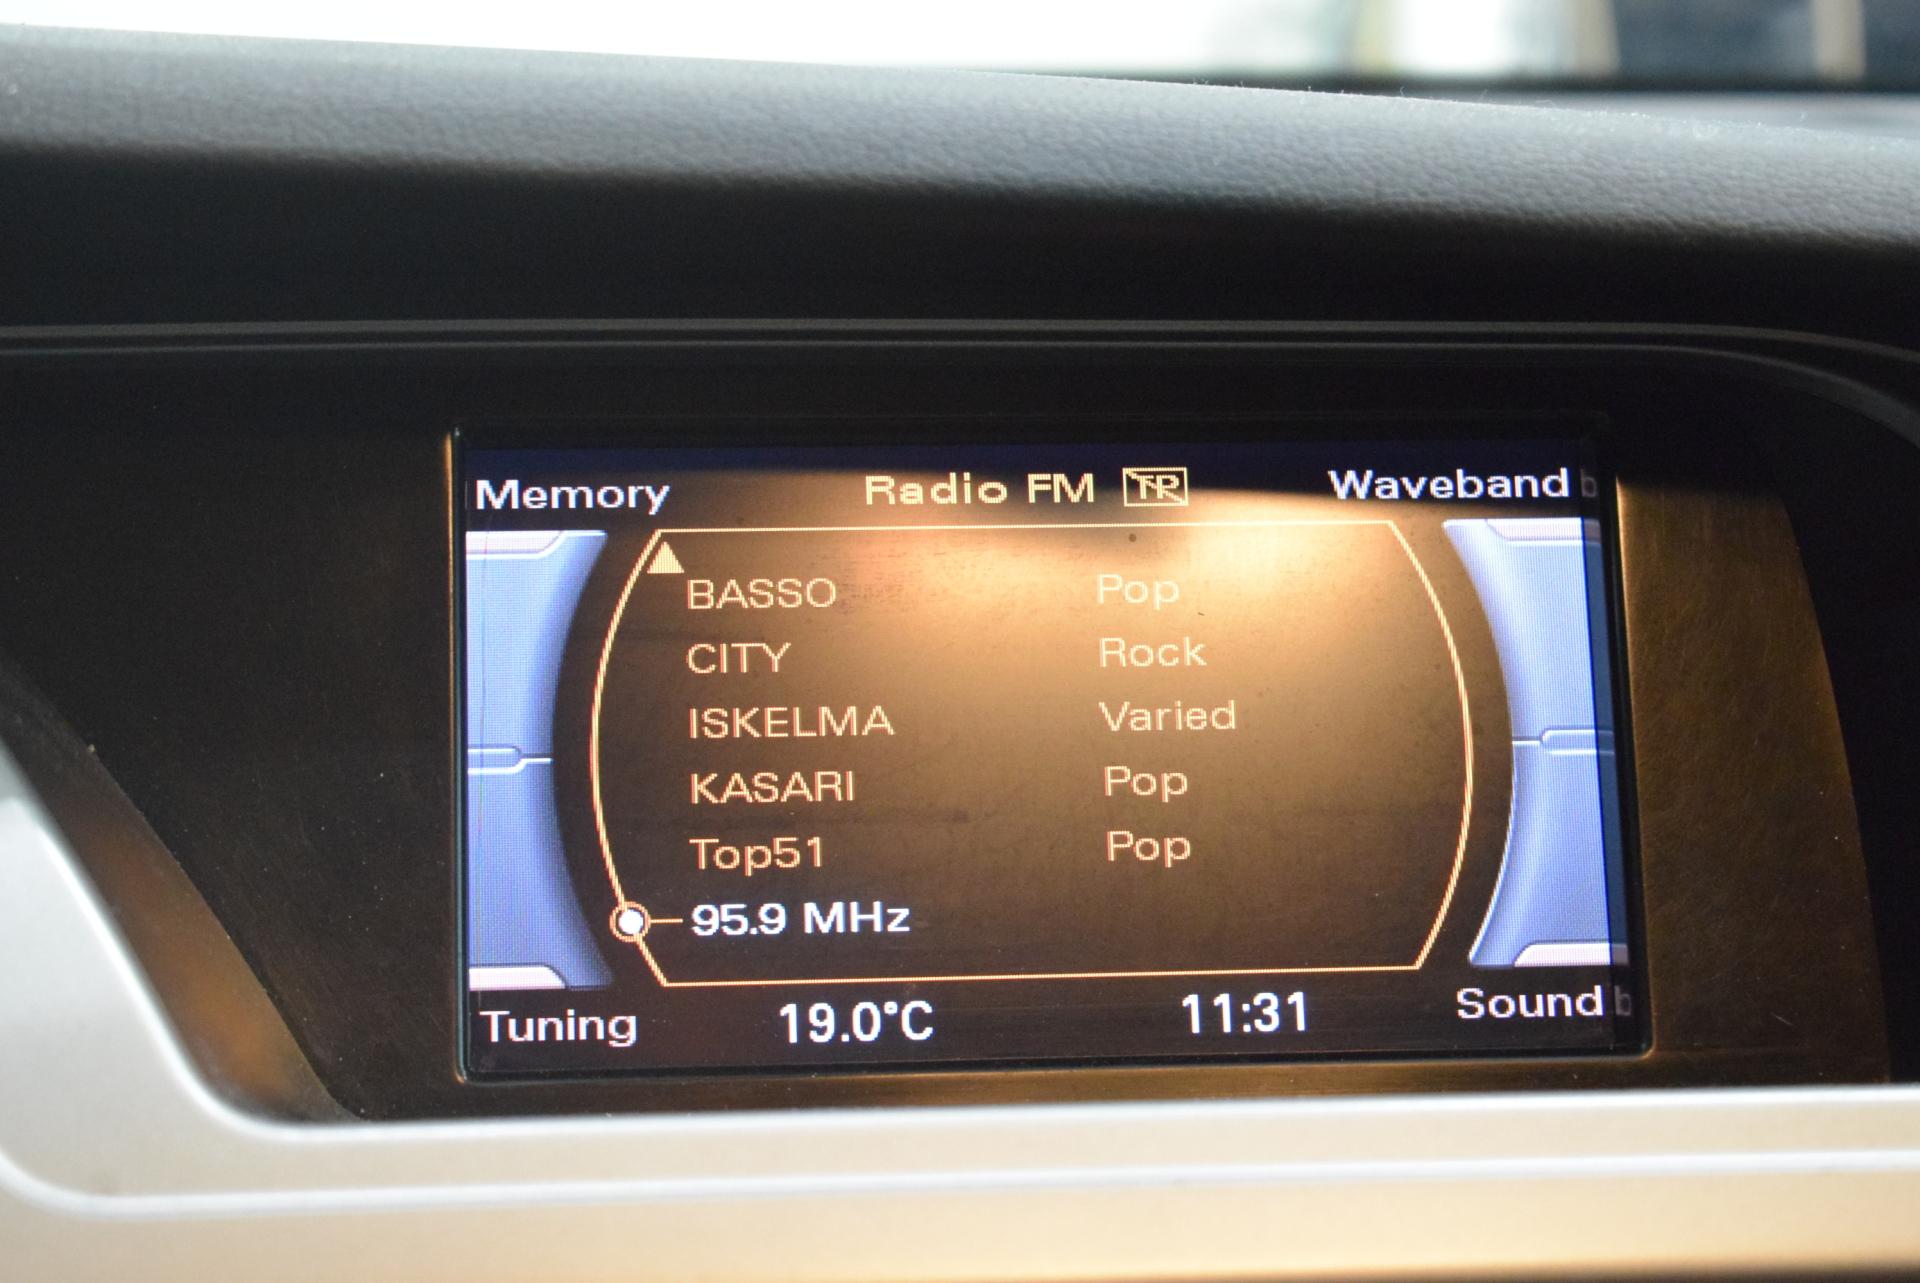 Memory Radio FM TP Waveband
BASSO Pop
CITY Rock
ISKELMA Varied
KASARI Pop
Top51 Pop
95.9 MHz
Tuning 19.0°C 11:31 Sound